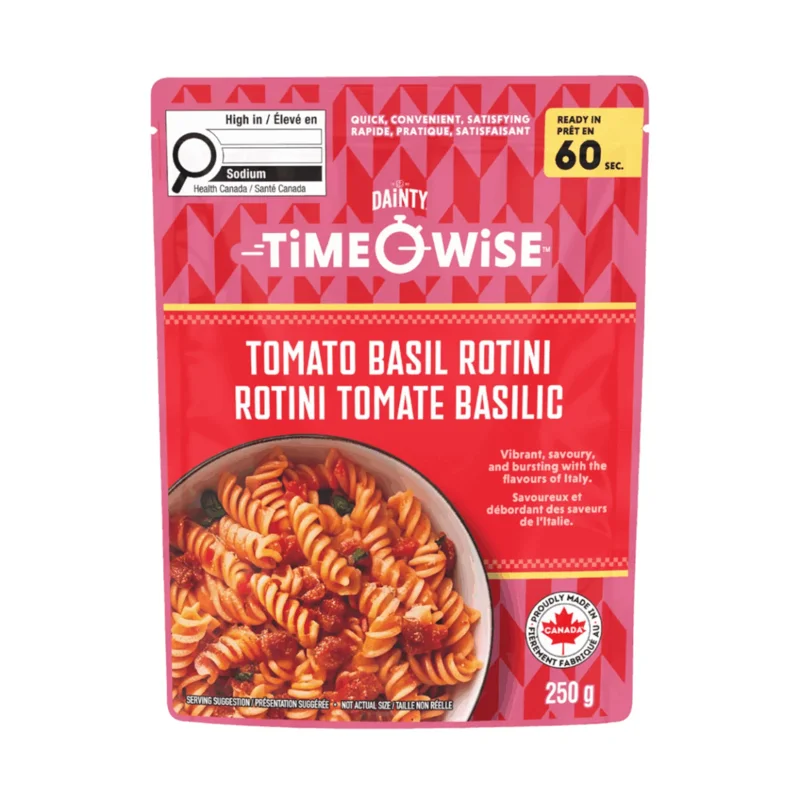 High in / Élevé en
Sodium
Health Canada / Santé Canada
QUICK, CONVENIENT, SATISFYING
RAPIDE, PRATIQUE, SATISFAISANT
READY IN
PRÊT EN
60 SEC.
DAiNTY
TiME WiSE™
TOMATO BASIL ROTINI
ROTINI TOMATE BASILIC
Vibrant, savoury,
and bursting with the
flavours of Italy.
Savoureux et
débordant des saveurs
de l'Italie.
PROUDLY MADE IN
CANADA
FIÈREMENT FABRIQUÉ AU
250 g
SERVING SUGGESTION / PRÉSENTATION SUGGÉRÉE • NOT ACTUAL SIZE / TAILLE NON RÉELLE